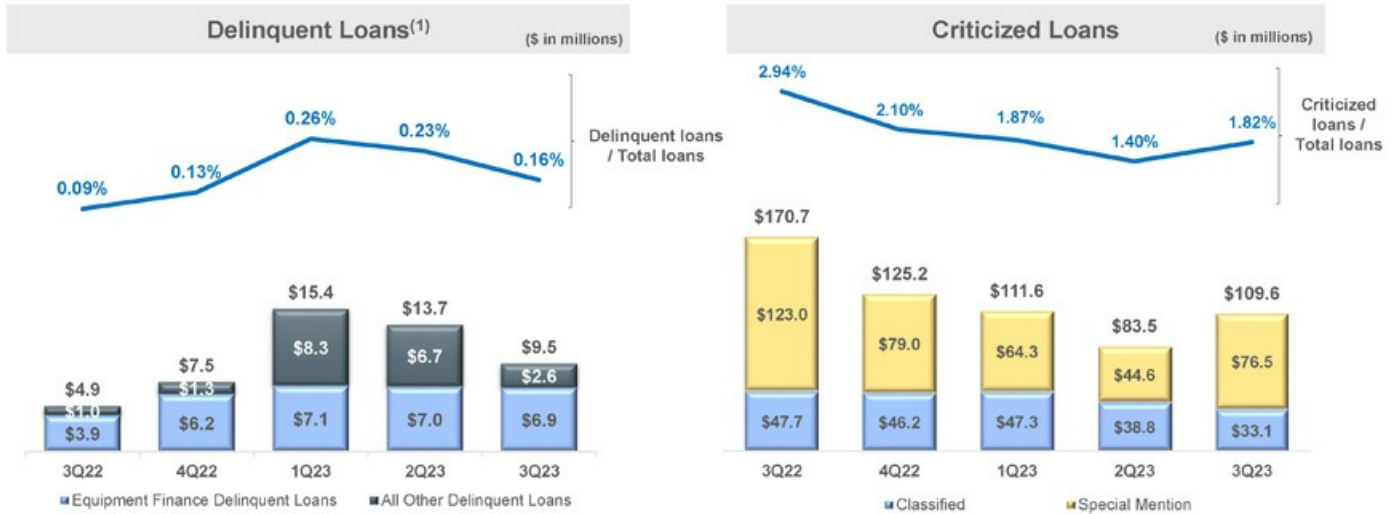 Delinquent Loans(1)
($ in millions)
0.09%
0.13%
0.26%
0.23%
0.16%
Delinquent loans
/ Total loans
$4.9
$7.5
$15.4
$13.7
$9.5
$1.0
$1.3
$8.3
$6.7
$2.6
$3.9
$6.2
$7.1
$7.0
$6.9
3Q22
4Q22
1Q23
2Q23
3Q23
Equipment Finance Delinquent Loans
All Other Delinquent Loans
Criticized Loans
($ in millions)
2.94%
2.10%
1.87%
1.40%
1.82%
Criticized
loans /
Total loans
$170.7
$125.2
$111.6
$83.5
$109.6
$123.0
$79.0
$64.3
$44.6
$76.5
$47.7
$46.2
$47.3
$38.8
$33.1
3Q22
4Q22
1Q23
2Q23
3Q23
Classified
Special Mention